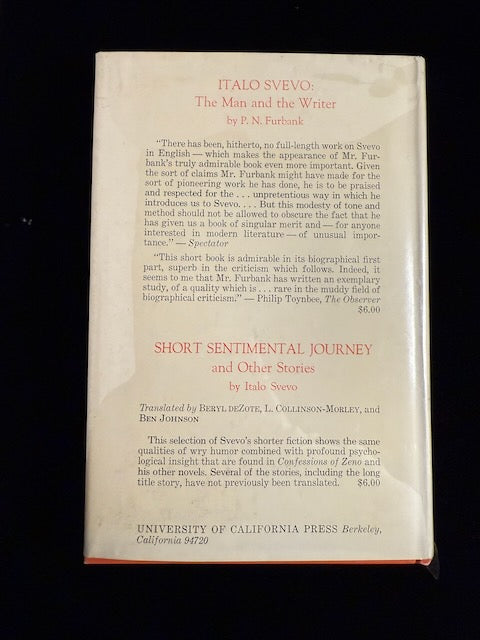 ITALO SVEVO:
The Man and the Writer
by P. N. Furbank
"There has been, hitherto, no full-length work on Svevo
in English — which makes the appearance of Mr. Fur-
bank's truly admirable book even more important. Given
the sort of claims Mr. Furbank might have made for the
sort of pioneering work he has done, he is to be praised
and respected for the . . . unpretentious way in which he
introduces us to Svevo. . . . But this modesty of tone and
method should not be allowed to obscure the fact that he
has given us a book of singular merit and — for anyone
interested in modern literature — of unusual impor-
tance." — Spectator
"This short book is admirable in its biographical first
part, superb in the criticism which follows. Indeed, it
seems to me that Mr. Furbank has written an exemplary
study, of a quality which is . . . rare in the muddy field of
biographical criticism." — Philip Toynbee, The Observer
$6.00
SHORT SENTIMENTAL JOURNEY
and Other Stories
by Italo Svevo
Translated by BERYL DEZOTE, L. COLLINSON-MORLEY, and
BEN JOHNSON
This selection of Svevo's shorter fiction shows the same
qualities of wry humor combined with profound psycho-
logical insight that are found in Confessions of Zeno and
his other novels. Several of the stories, including the long
title story, have not previously been translated. $6.00
UNIVERSITY OF CALIFORNIA PRESS Berkeley,
California 94720